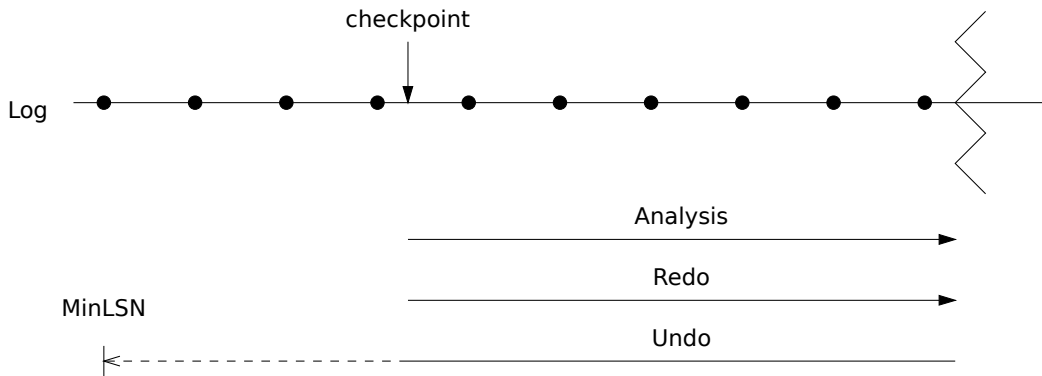 checkpoint
Log
Analysis
Redo
MinLSN
Undo